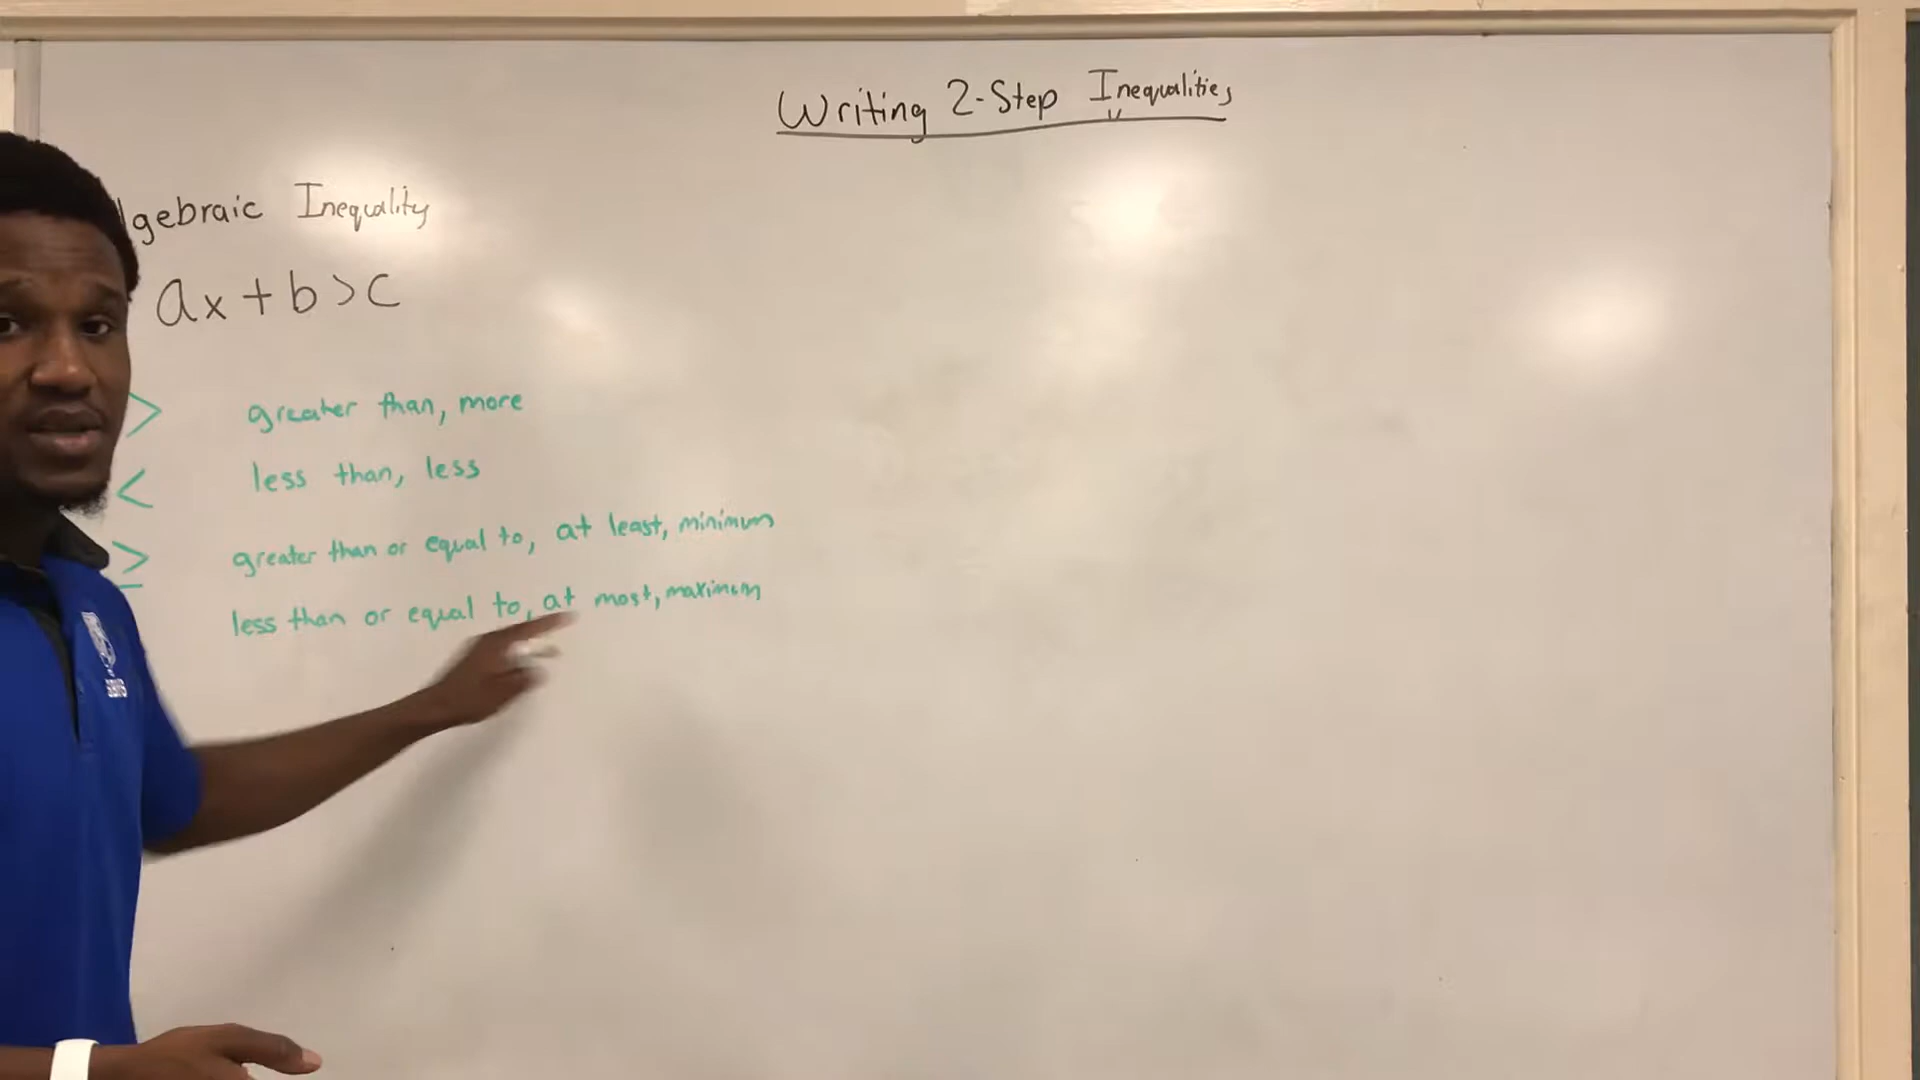 Writing 2-Step Inequalities
lgebraic Inequality
ax + b > c
> greater than, more
< less than, less
≥ greater than or equal to, at least, minimum
less than or equal to, at most, maximum